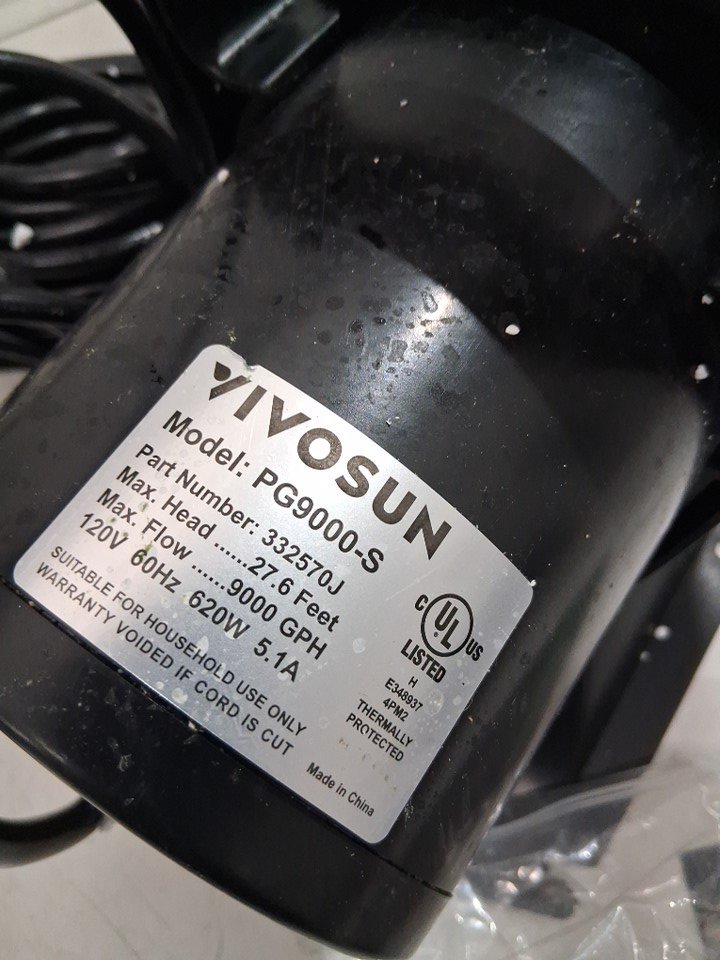 VIVOSUN
Model: PG9000-S
Part Number: 332570J
Max. Head ......27.6 Feet
Max. Flow ......9000 GPH
120V 60Hz 620W 5.1A
SUITABLE FOR HOUSEHOLD USE ONLY
WARRANTY VOIDED IF CORD IS CUT
C UL US
LISTED
H
E348937
4PM2
THERMALLY
PROTECTED
Made in China